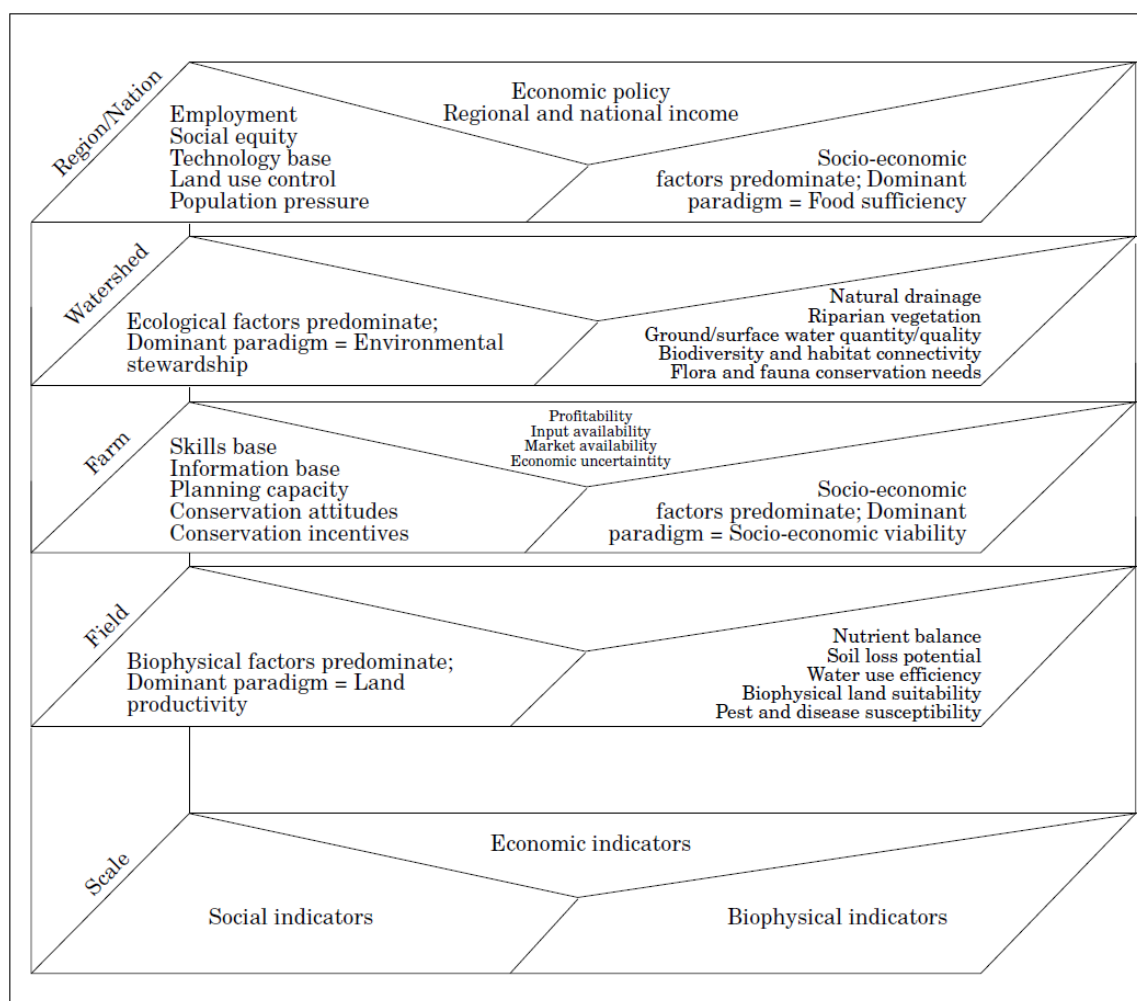 Region/Nation
Economic policy
Regional and national income
Employment
Social equity
Technology base
Land use control
Population pressure
Socio-economic
factors predominate; Dominant
paradigm = Food sufficiency
Watershed
Ecological factors predominate;
Dominant paradigm = Environmental
stewardship
Natural drainage
Riparian vegetation
Ground/surface water quantity/quality
Biodiversity and habitat connectivity
Flora and fauna conservation needs
Farm
Profitability
Input availability
Market availability
Economic uncertaintity
Skills base
Information base
Planning capacity
Conservation attitudes
Conservation incentives
Socio-economic
factors predominate; Dominant
paradigm = Socio-economic viability
Field
Biophysical factors predominate;
Dominant paradigm = Land
productivity
Nutrient balance
Soil loss potential
Water use efficiency
Biophysical land suitability
Pest and disease susceptibility
Scale
Economic indicators
Social indicators
Biophysical indicators